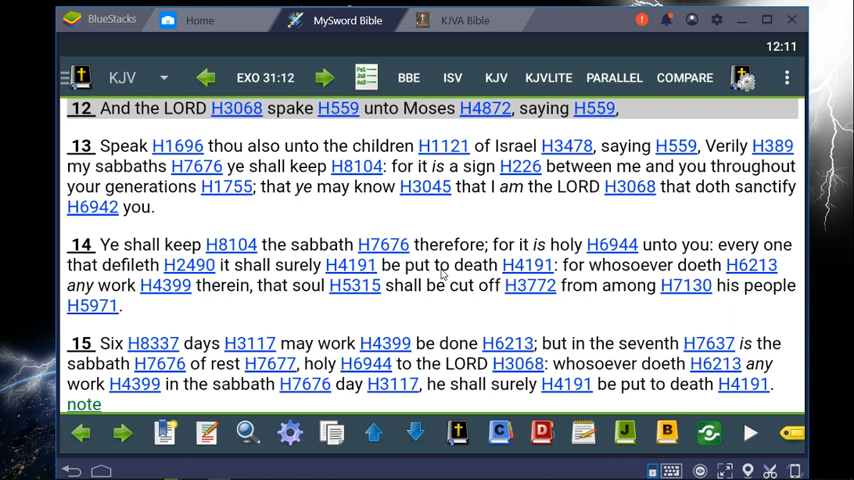 BlueStacks Home MySword Bible KJVA Bible
12:11
KJV EXO 31:12 BBE ISV KJV KJVLITE PARALLEL COMPARE
12 And the LORD H3068 spake H559 unto Moses H4872, saying H559,
13 Speak H1696 thou also unto the children H1121 of Israel H3478, saying H559, Verily H389
my sabbaths H7676 ye shall keep H8104: for it is a sign H226 between me and you throughout
your generations H1755; that ye may know H3045 that I am the LORD H3068 that doth sanctify
H6942 you.
14 Ye shall keep H8104 the sabbath H7676 therefore; for it is holy H6944 unto you: every one
that defileth H2490 it shall surely H4191 be put to death H4191: for whosoever doeth H6213
any work H4399 therein, that soul H5315 shall be cut off H3772 from among H7130 his people
H5971.
15 Six H8337 days H3117 may work H4399 be done H6213; but in the seventh H7637 is the
sabbath H7676 of rest H7677, holy H6944 to the LORD H3068: whosoever doeth H6213 any
work H4399 in the sabbath H7676 day H3117, he shall surely H4191 be put to death H4191.
note
C D J B